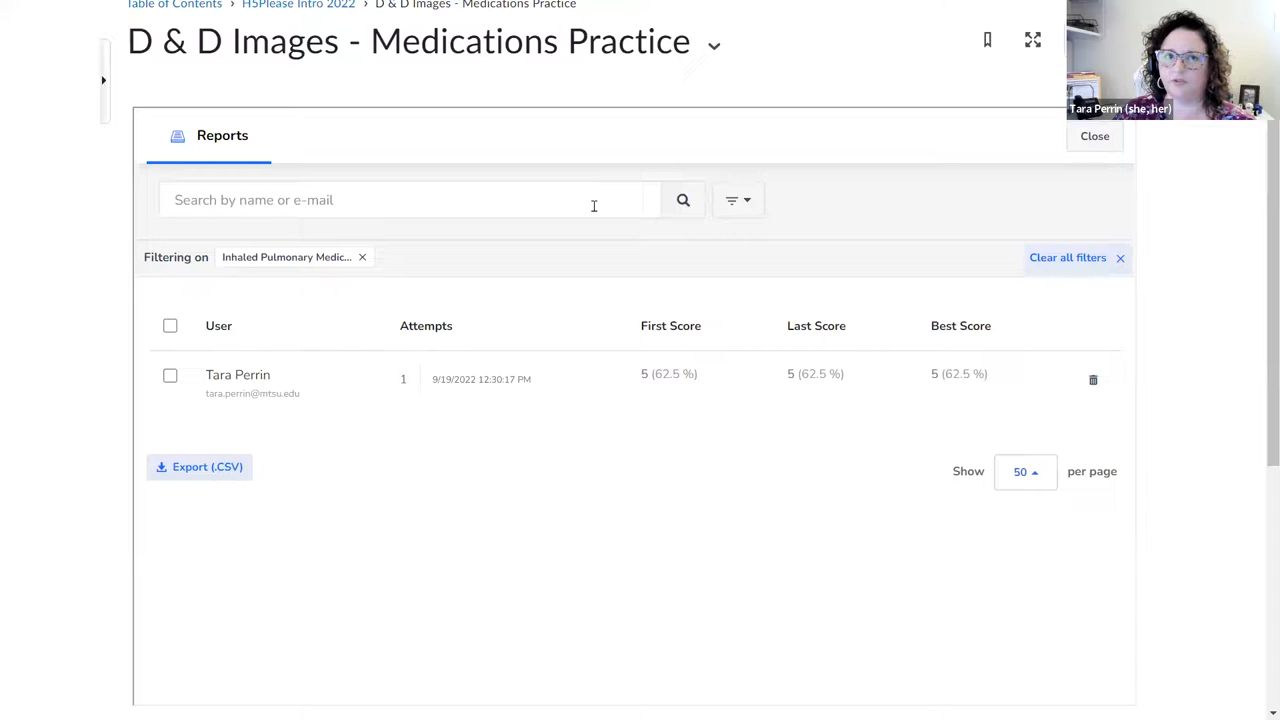 Table of Contents > H5Please Intro 2022 > D & D Images - Medications Practice
D & D Images - Medications Practice
Tara Perrin (she, her)
Reports
Close
Search by name or e-mail
Filtering on Inhaled Pulmonary Medic... ×
Clear all filters ×
User Attempts First Score Last Score Best Score
Tara Perrin 1 9/19/2022 12:30:17 PM 5 (62.5 %) 5 (62.5 %) 5 (62.5 %)
tara.perrin@mtsu.edu
Export (.CSV)
Show 50 per page